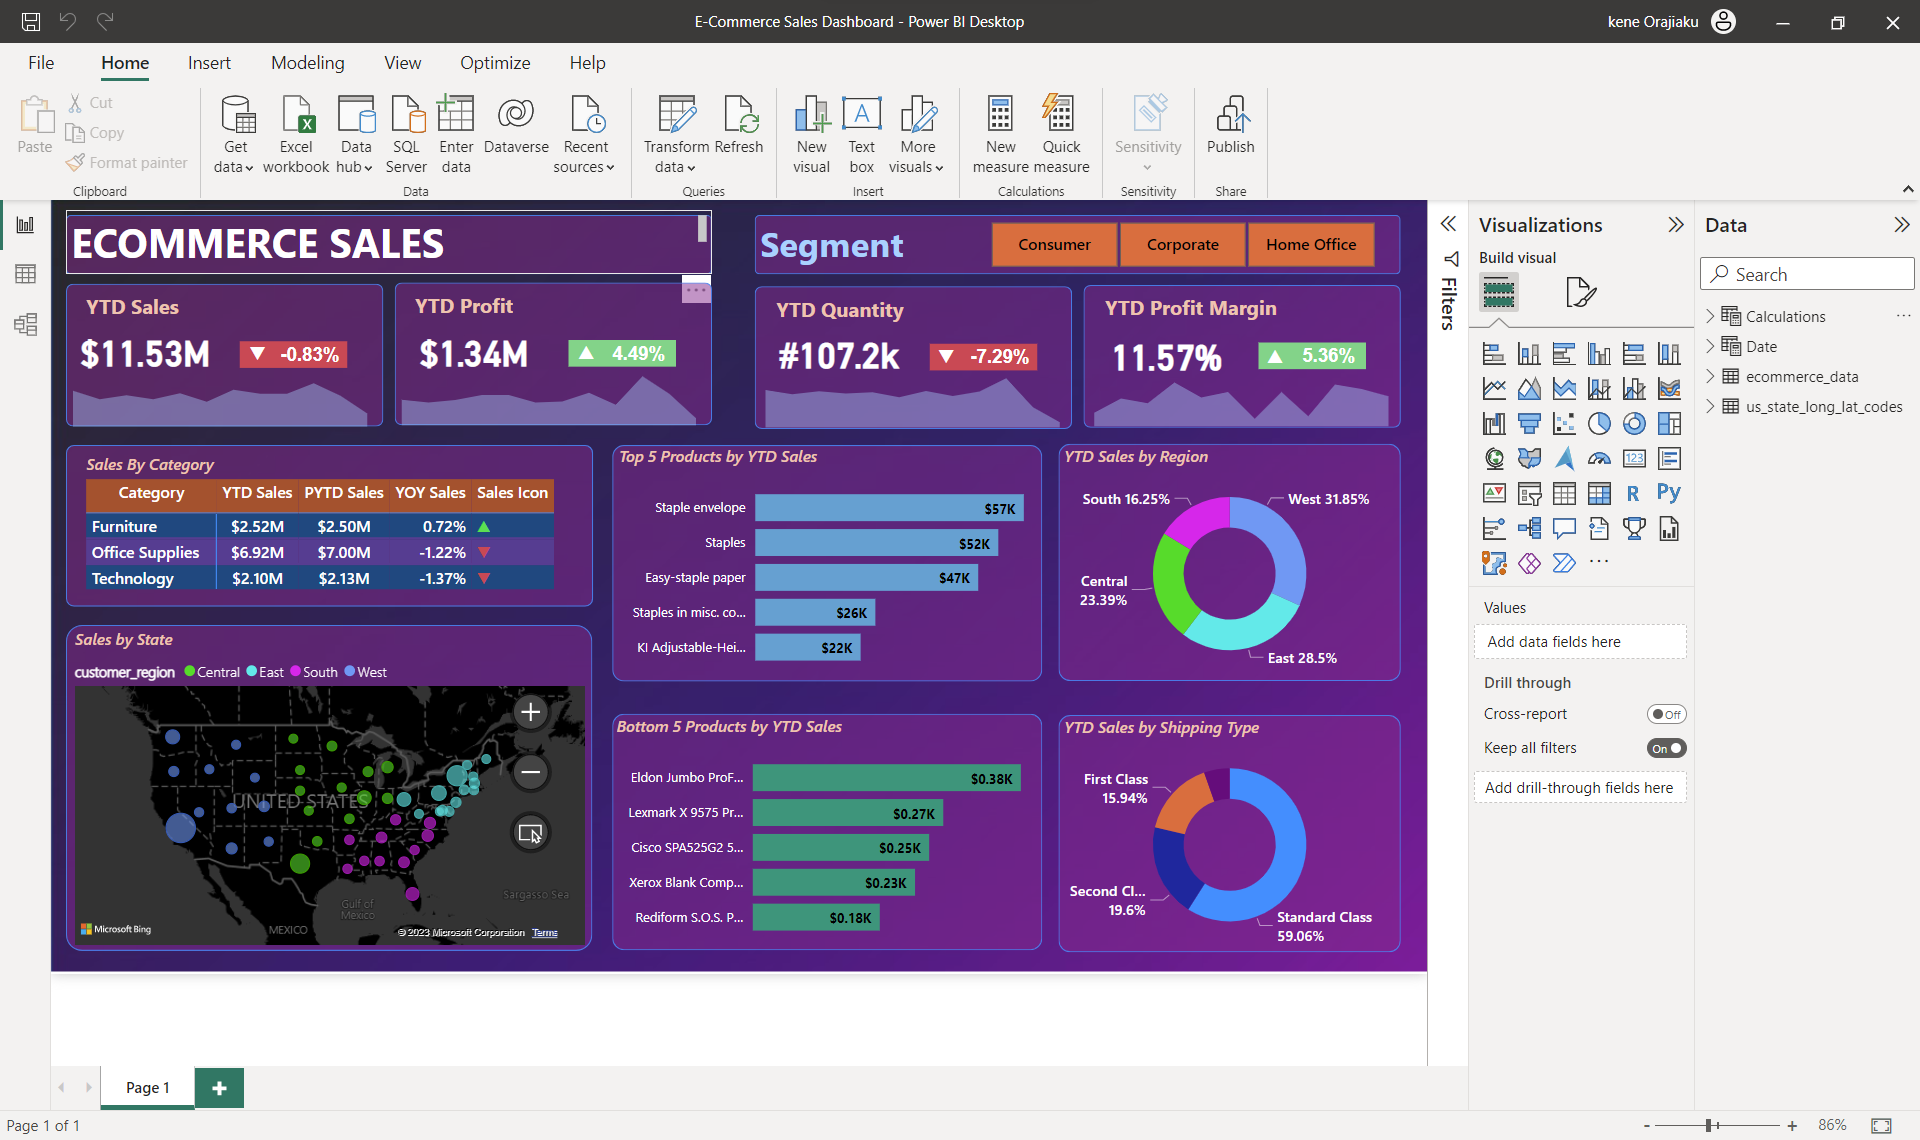 E-Commerce Sales Dashboard - Power BI Desktop
kene Orajiaku
File Home Insert Modeling View Optimize Help
Paste
Cut
Copy
Format painter
Clipboard
Get data
Excel workbook
Data hub
SQL Server
Enter data
Dataverse
Recent sources
Data
Transform data
Refresh
Queries
New visual
Text box
More visuals
Insert
New measure
Quick measure
Calculations
Sensitivity
Sensitivity
Publish
Share
ECOMMERCE SALES
Segment
Consumer
Corporate
Home Office
YTD Sales
$11.53M
-0.83%
YTD Profit
$1.34M
4.49%
YTD Quantity
#107.2k
-7.29%
YTD Profit Margin
11.57%
5.36%
Sales By Category
Category YTD Sales PYTD Sales YOY Sales Sales Icon
Furniture $2.52M $2.50M 0.72%
Office Supplies $6.92M $7.00M -1.22%
Technology $2.10M $2.13M -1.37%
Top 5 Products by YTD Sales
Staple envelope $57K
Staples $52K
Easy-staple paper $47K
Staples in misc. co... $26K
KI Adjustable-Hei... $22K
YTD Sales by Region
South 16.25%
West 31.85%
Central
23.39%
East 28.5%
Sales by State
customer_region Central East South West
UNITED STATES
Sargasso Sea
Gulf of
Mexico
MEXICO
Microsoft Bing
© 2023 Microsoft Corporation Terms
Bottom 5 Products by YTD Sales
Eldon Jumbo ProF... $0.38K
Lexmark X 9575 Pr... $0.27K
Cisco SPA525G2 5... $0.25K
Xerox Blank Comp... $0.23K
Rediform S.O.S. P... $0.18K
YTD Sales by Shipping Type
First Class
15.94%
Second Cl...
19.6%
Standard Class
59.06%
Filters
Visualizations
Build visual
123
R
Py
Values
Add data fields here
Drill through
Cross-report Off
Keep all filters On
Add drill-through fields here
Data
Search
Calculations
Date
ecommerce_data
us_state_long_lat_codes
Page 1
Page 1 of 1
86%